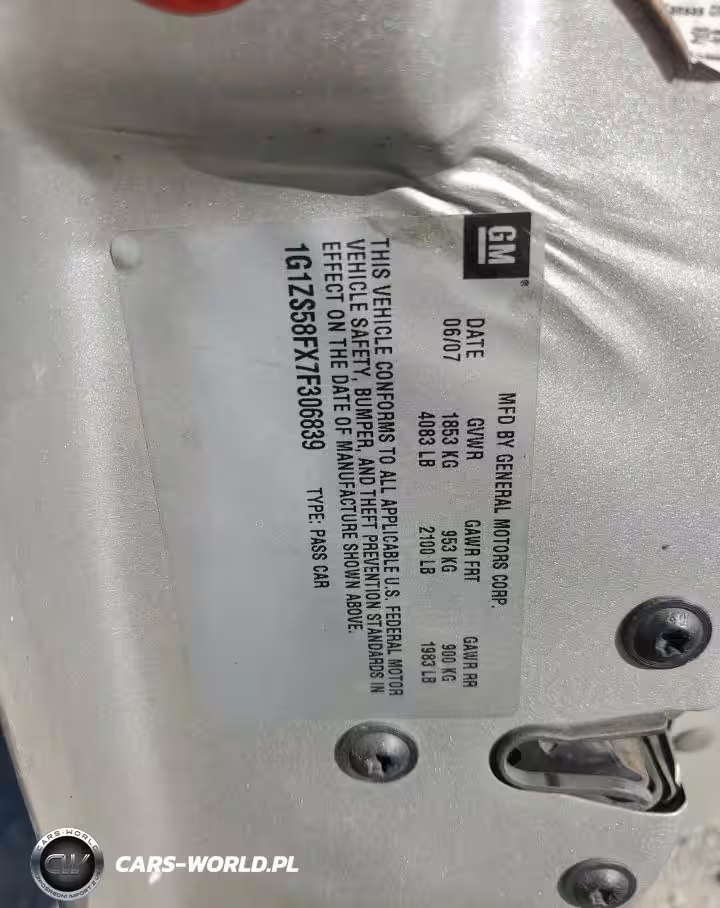 GM
®
MFD BY GENERAL MOTORS CORP.
DATE GVWR GAWR FRT GAWR RR
06/07 1853 KG 953 KG 900 KG
4083 LB 2100 LB 1983 LB
THIS VEHICLE CONFORMS TO ALL APPLICABLE U.S. FEDERAL MOTOR
VEHICLE SAFETY, BUMPER, AND THEFT PREVENTION STANDARDS IN
EFFECT ON THE DATE OF MANUFACTURE SHOWN ABOVE.
1G1ZS58FX7F306839 TYPE: PASS CAR
CARS-WORLD
CW
CARS-WORLD.PL